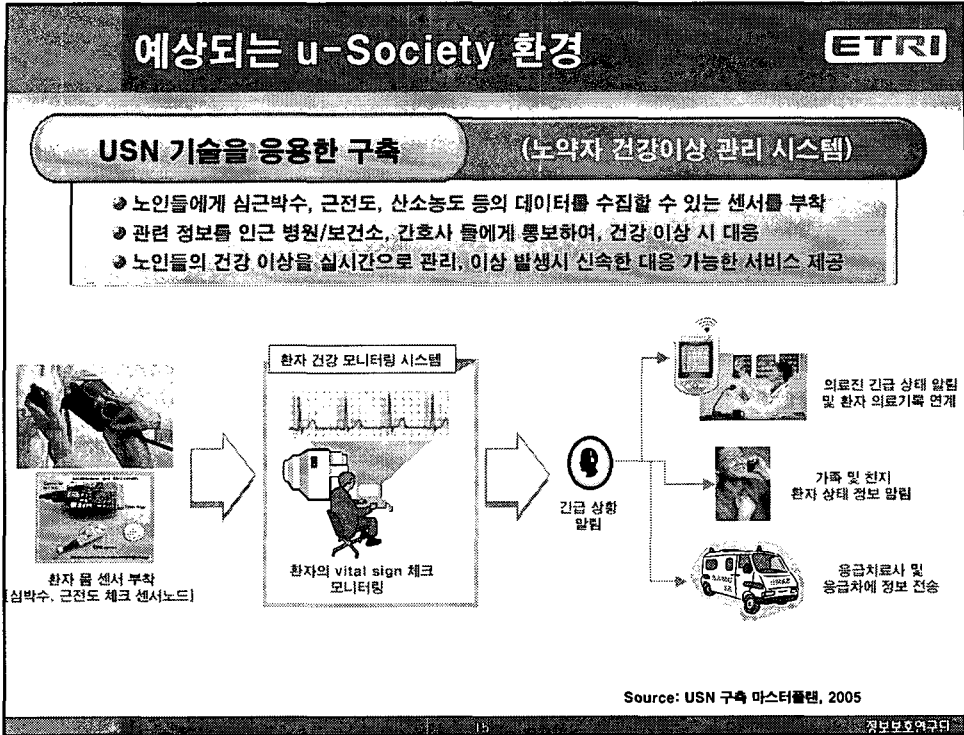 예상되는 u-Society 환경
ETRI
USN 기술을 응용한 구축
(노약자 건강이상 관리 시스템)
노인들에게 심근박수, 근전도, 산소농도 등의 데이터를 수집할 수 있는 센서를 부착
관련 정보를 인근 병원/보건소, 간호사 들에게 통보하여, 건강 이상 시 대응
노인들의 건강 이상을 실시간으로 관리, 이상 발생시 신속한 대응 가능한 서비스 제공
환자 몸 센서 부착
[심박수, 근전도 체크 센서노드]
환자 건강 모니터링 시스템
환자의 vital sign 체크
모니터링
긴급 상황
알림
의료진 긴급 상태 알림
및 환자 의료기록 연계
가족 및 친지
환자 상태 정보 알림
응급치료사 및
응급차에 정보 전송
Source: USN 구축 마스터플랜, 2005
15
정보보호연구단